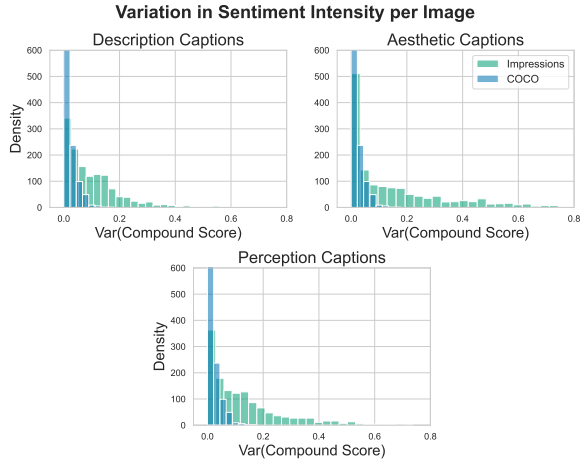 Variation in Sentiment Intensity per Image
Description Captions
Aesthetic Captions
600
500
400
300
200
100
0
Density
0.0 0.2 0.4 0.6 0.8
Var(Compound Score)
600
500
400
300
200
100
0
Impressions
COCO
0.0 0.2 0.4 0.6 0.8
Var(Compound Score)
Perception Captions
600
500
400
300
200
100
0
Density
0.0 0.2 0.4 0.6 0.8
Var(Compound Score)